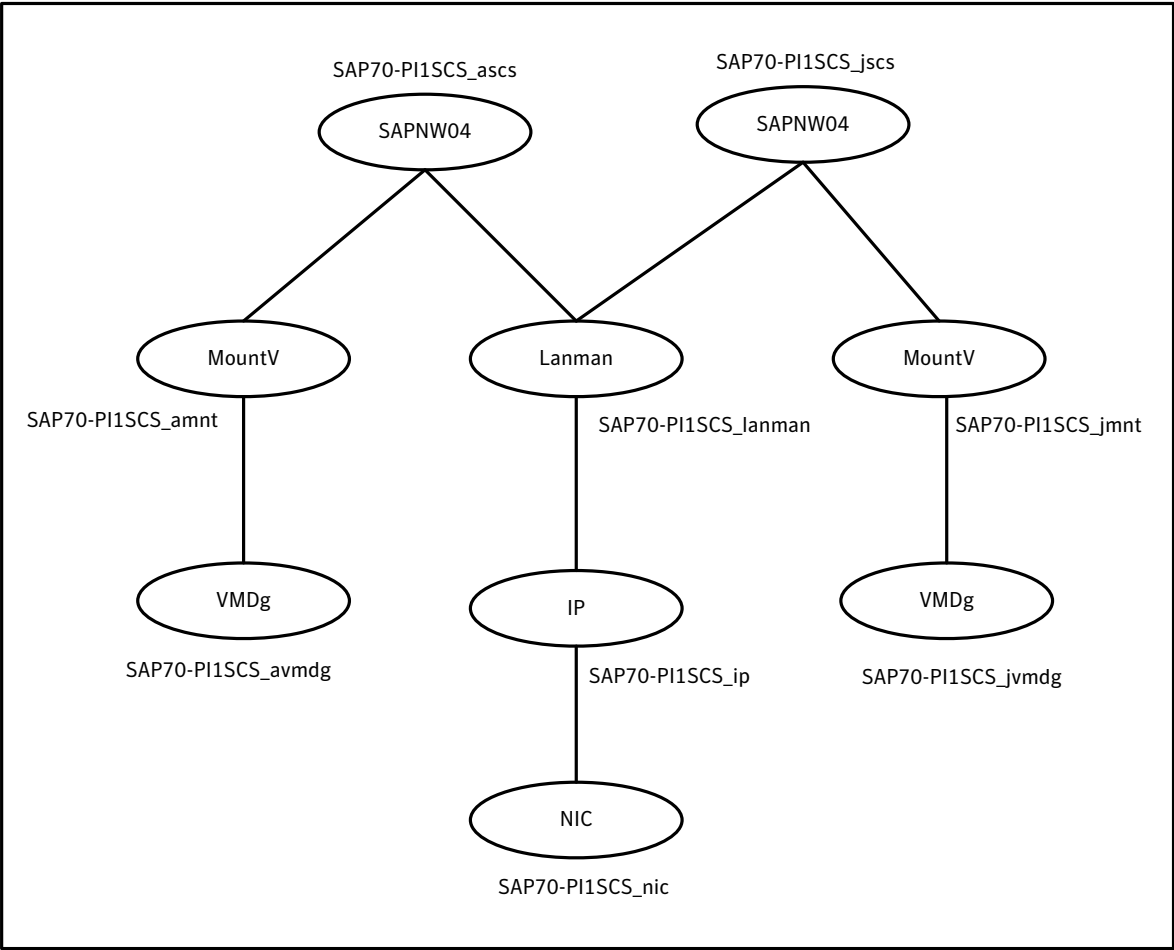 SAP70-PI1SCS_ascs
SAP70-PI1SCS_jscs
SAPNW04
SAPNW04
MountV
Lanman
MountV
SAP70-PI1SCS_amnt
SAP70-PI1SCS_lanman
SAP70-PI1SCS_jmnt
VMDg
IP
VMDg
SAP70-PI1SCS_avmdg
SAP70-PI1SCS_ip
SAP70-PI1SCS_jvmdg
NIC
SAP70-PI1SCS_nic